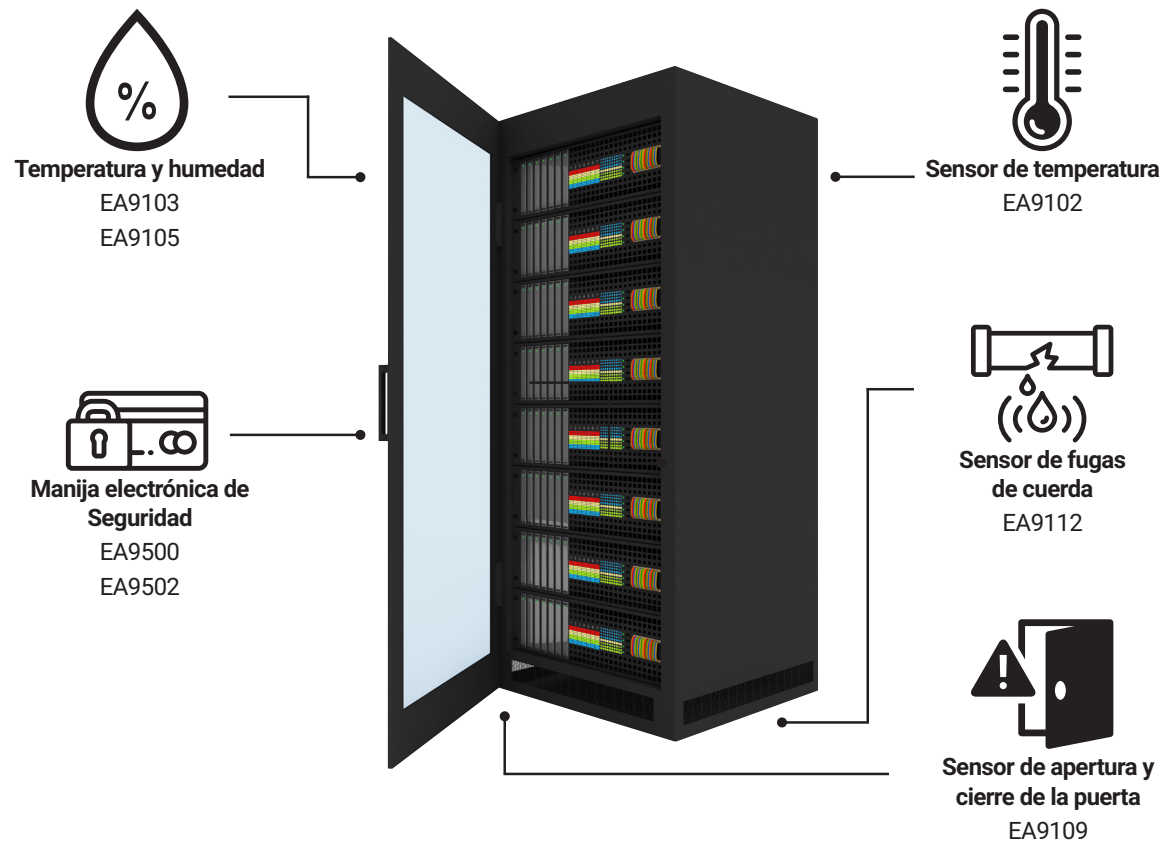 %
Temperatura y humedad
EA9103
EA9105
Sensor de temperatura
EA9102
Manija electrónica de
Seguridad
EA9500
EA9502
Sensor de fugas
de cuerda
EA9112
Sensor de apertura y
cierre de la puerta
EA9109